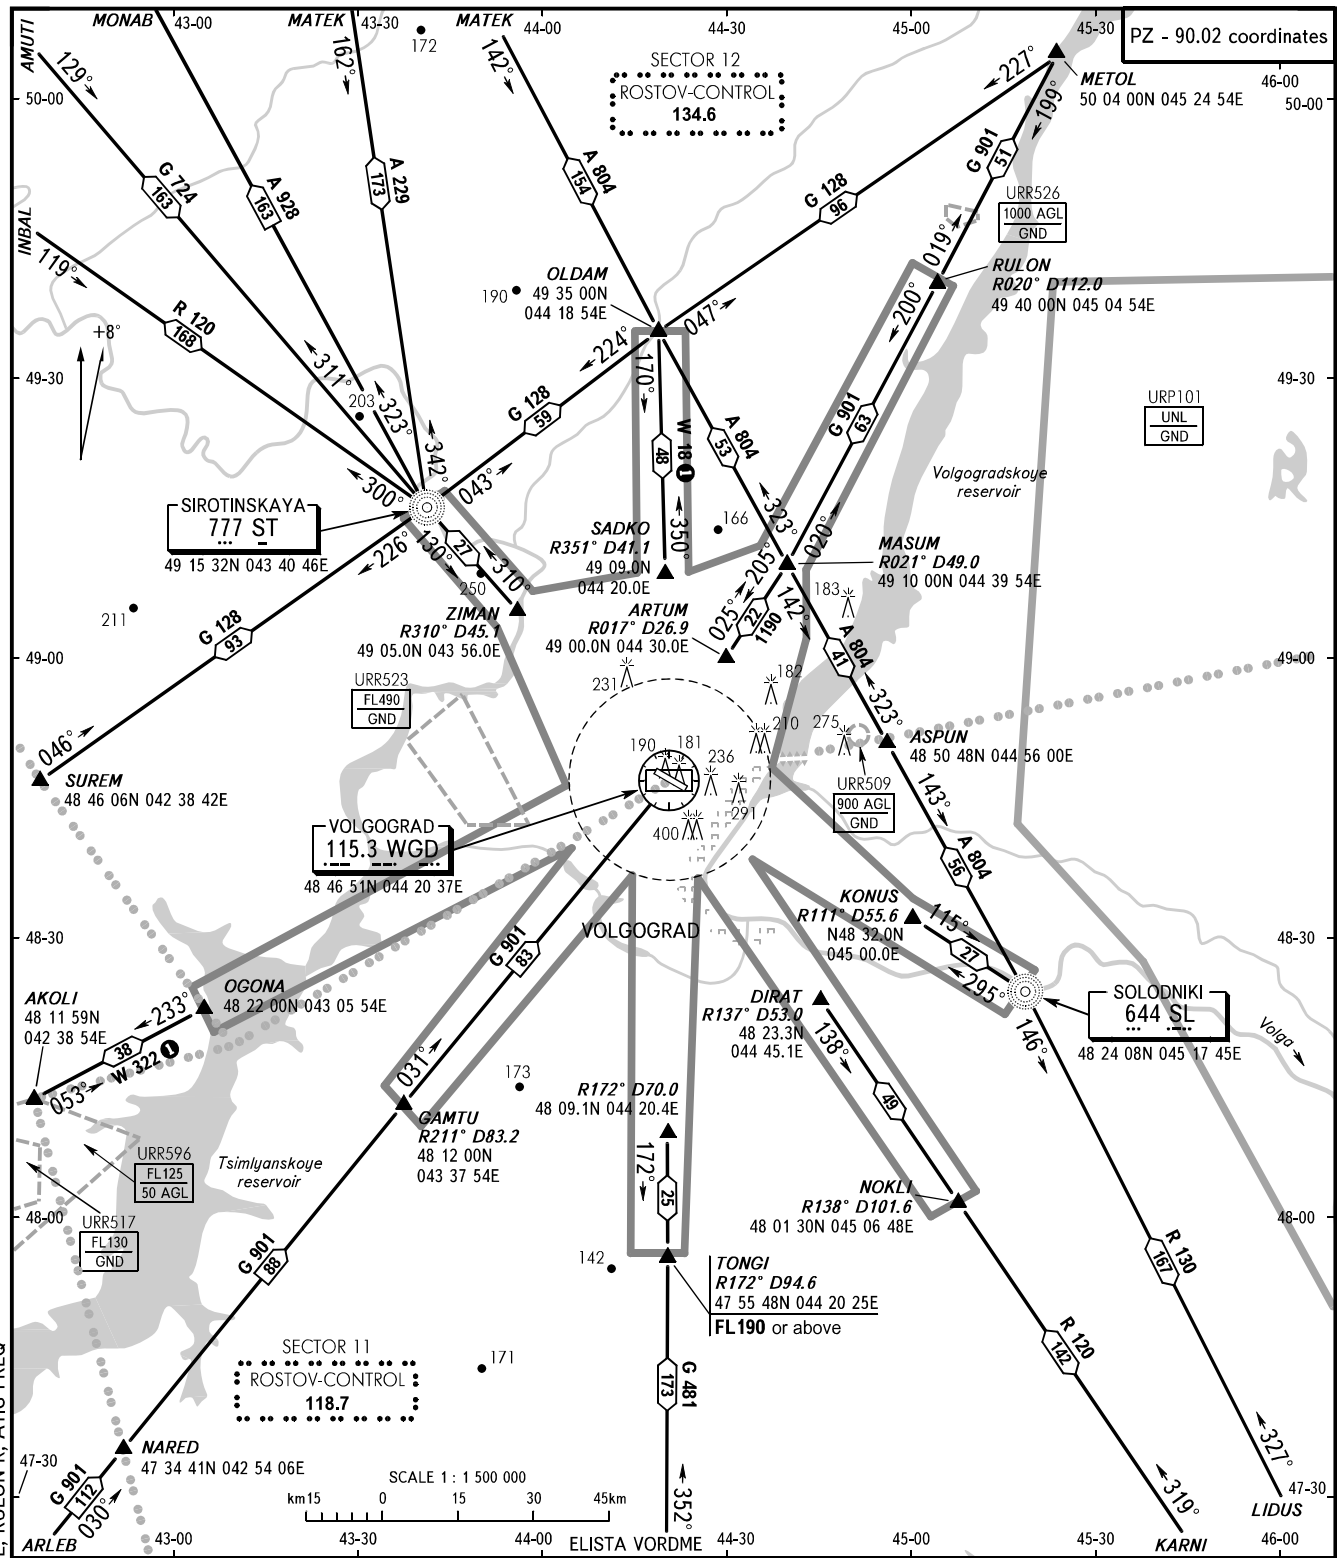 MONAB
43-00
MATEK
43-30
MATEK
44-00
44-30
45-00
45-30
PZ - 90.02 coordinates
AMUTI
129°
162°
172
142°
SECTOR 12
ROSTOV-CONTROL
134.6
227°
METOL
50 04 00N 045 24 54E
46-00
50-00
50-00
199°
G 901
51
G 724
163
A 928
163
A 229
173
A 804
154
G 128
96
URR526
1000 AGL
GND
INBAL
119°
019°
OLDAM
49 35 00N
044 18 54E
190
RULON
R020° D112.0
49 40 00N 045 04 54E
R 120
168
047°
200°
+8°
224°
311°
170°
49-30
49-30
203
323°
G 128
59
W 18 1
48
A 804
53
G 901
63
URP101
UNL
GND
342°
300°
043°
Volgogradskoye
reservoir
SIROTINSKAYA
777 ST
49 15 32N 043 40 46E
226°
130°
27
310°
250
SADKO
R351° D41.1
49 09.0N
044 20.0E
350°
166
323°
205°
020°
MASUM
R021° D49.0
49 10 00N 044 39 54E
211
ZIMAN
R310° D45.1
49 05.0N 043 56.0E
ARTUM
R017° D26.9
49 00.0N 044 30.0E
025°
22
1190
142°
183
G 128
93
A 804
41
49-00
49-00
URR523
FL490
GND
231
182
323°
046°
SUREM
48 46 06N 042 38 42E
190
181
236
210
275
ASPUN
48 50 48N 044 56 00E
URR509
900 AGL
GND
143°
VOLGOGRAD
115.3 WGD
48 46 51N 044 20 37E
400
291
A 804
56
KONUS
R111° D55.6
N48 32.0N
045 00.0E
115°
27
295°
48-30
48-30
VOLGOGRAD
G 901
83
AKOLI
48 11 59N
042 38 54E
233°
OGONA
48 22 00N 043 05 54E
DIRAT
R137° D53.0
48 23.3N
044 45.1E
SOLODNIKI
644 SL
48 24 08N 045 17 45E
Volga
146°
38
W 322 1
053°
031°
138°
173
R172° D70.0
48 09.1N 044 20.4E
49
GAMTU
R211° D83.2
48 12 00N
043 37 54E
URR596
FL125
50 AGL
Tsimlyanskoye
reservoir
172°
25
NOKLI
R138° D101.6
48 01 30N 045 06 48E
48-00
48-00
URR517
FL130
GND
G 901
88
142
TONGI
R172° D94.6
47 55 48N 044 20 25E
FL190 or above
R 130
167
SECTOR 11
ROSTOV-CONTROL
118.7
171
G 481
173
R 120
142
NARED
47 34 41N 042 54 06E
47-30
SCALE 1 : 1 500 000
km15 0 15 30 45km
G 901
112
030°
352°
319°
327°
47-30
LIDUS
ARLEB
43-00
43-30
44-00
ELISTA VORDME
44-30
45-00
45-30
KARNI
46-00